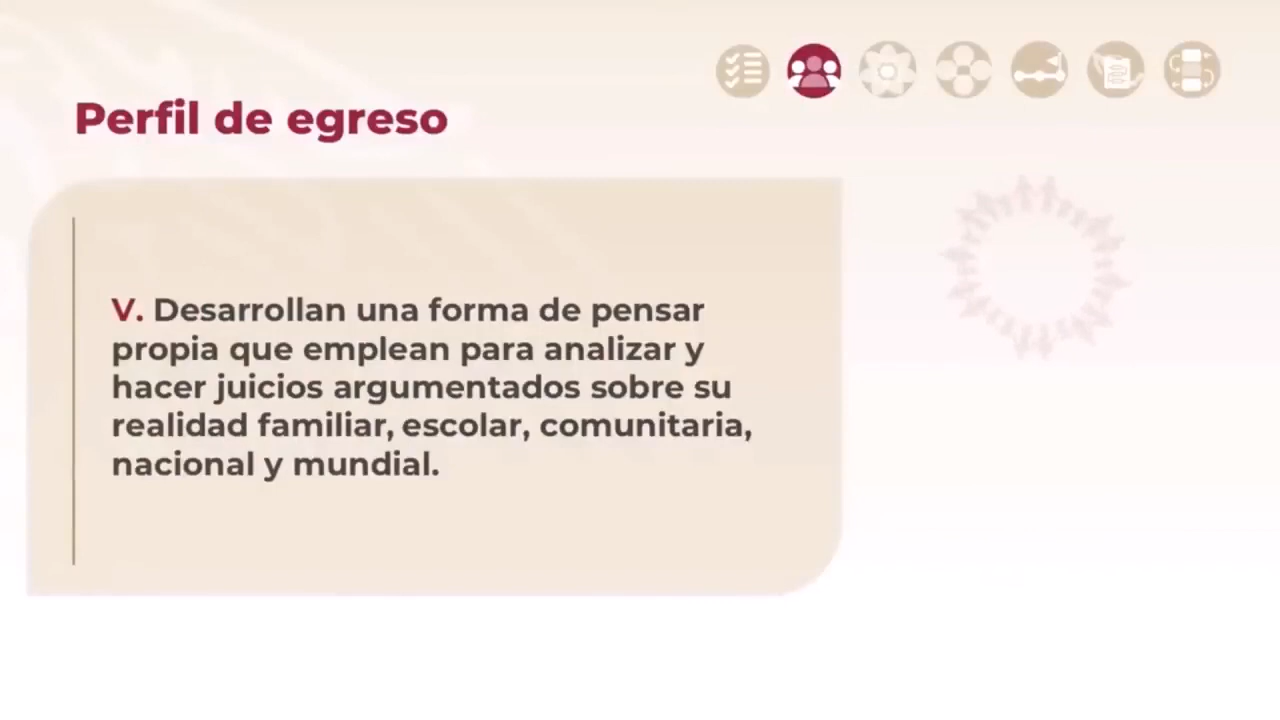 Perfil de egreso
V. Desarrollan una forma de pensar
propia que emplean para analizar y
hacer juicios argumentados sobre su
realidad familiar, escolar, comunitaria,
nacional y mundial.